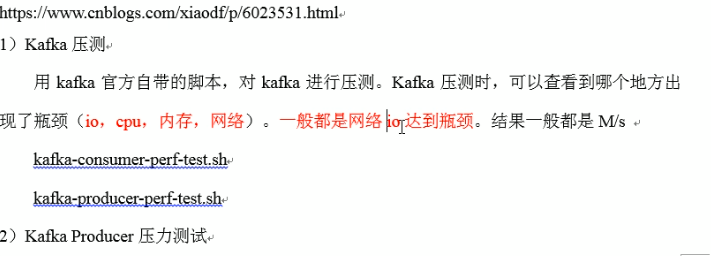 https://www.cnblogs.com/xiaodf/p/6023531.html
1）Kafka 压测
用 kafka 官方自带的脚本，对 kafka 进行压测。Kafka 压测时，可以查看到哪个地方出
现了瓶颈（io，cpu，内存，网络）。一般都是网络 io 达到瓶颈。结果一般都是 M/s
kafka-consumer-perf-test.sh
kafka-producer-perf-test.sh
2）Kafka Producer 压力测试